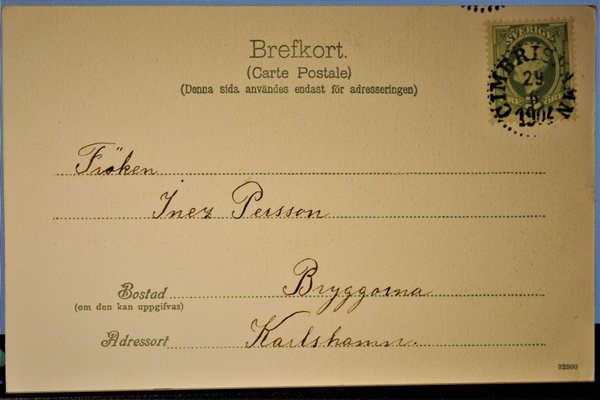 Brefkort.
(Carte Postale)
(Denna sida användes endast för adresseringen)
SVERIGE
CIMBRISHAMN
29
1904
Fröken
Inez Persson
Bostad Bryggorna
(om den kan uppgifvas)
Adressort Karlshamn.
32860